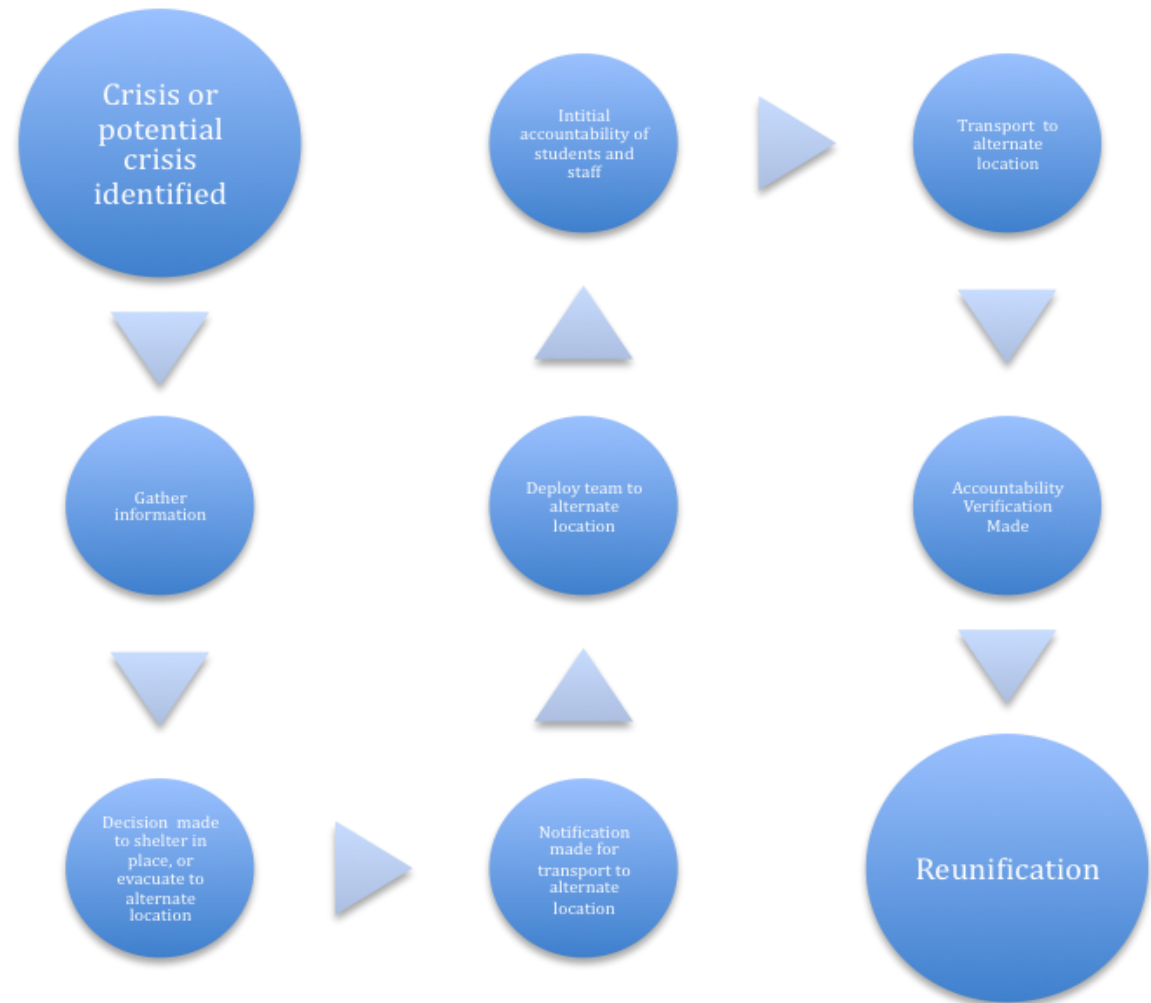 Crisis or
potential
crisis
identified
Gather
information
Decision made
to shelter in
place, or
evacuate to
alternate
location
Notification
made for
transport to
alternate
location
Deploy team to
alternate
location
Intitial
accountability of
students and
staff
Transport to
alternate
location
Accountability
Verification
Made
Reunification